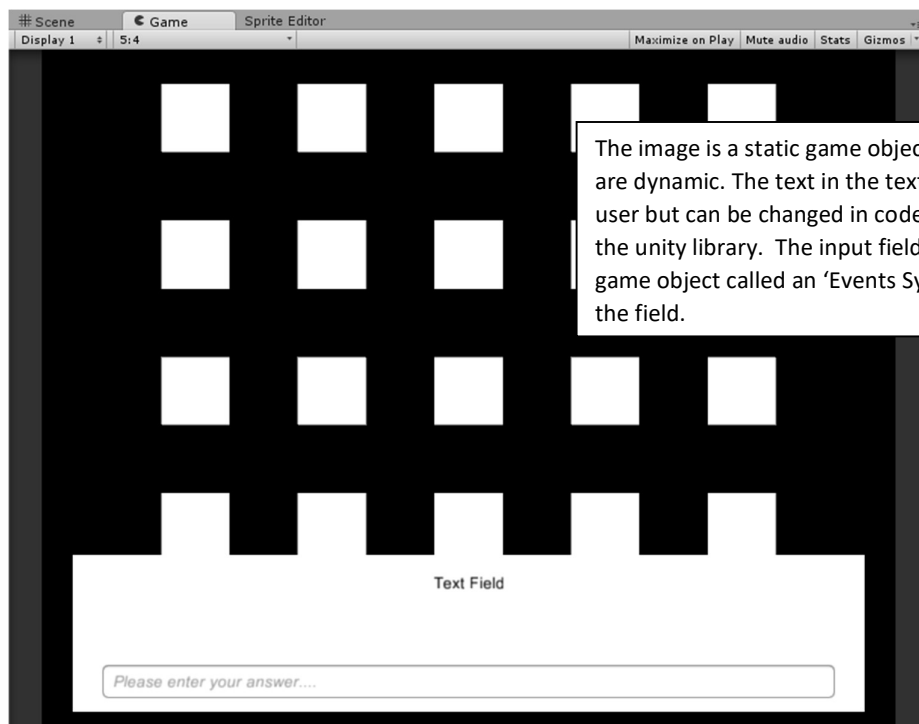 Scene Game Sprite Editor
Display 1 5:4 Maximize on Play Mute audio Stats Gizmos
The image is a static game objec
are dynamic. The text in the text
user but can be changed in code
the unity library. The input field
game object called an ‘Events Sy
the field.
Text Field
Please enter your answer....